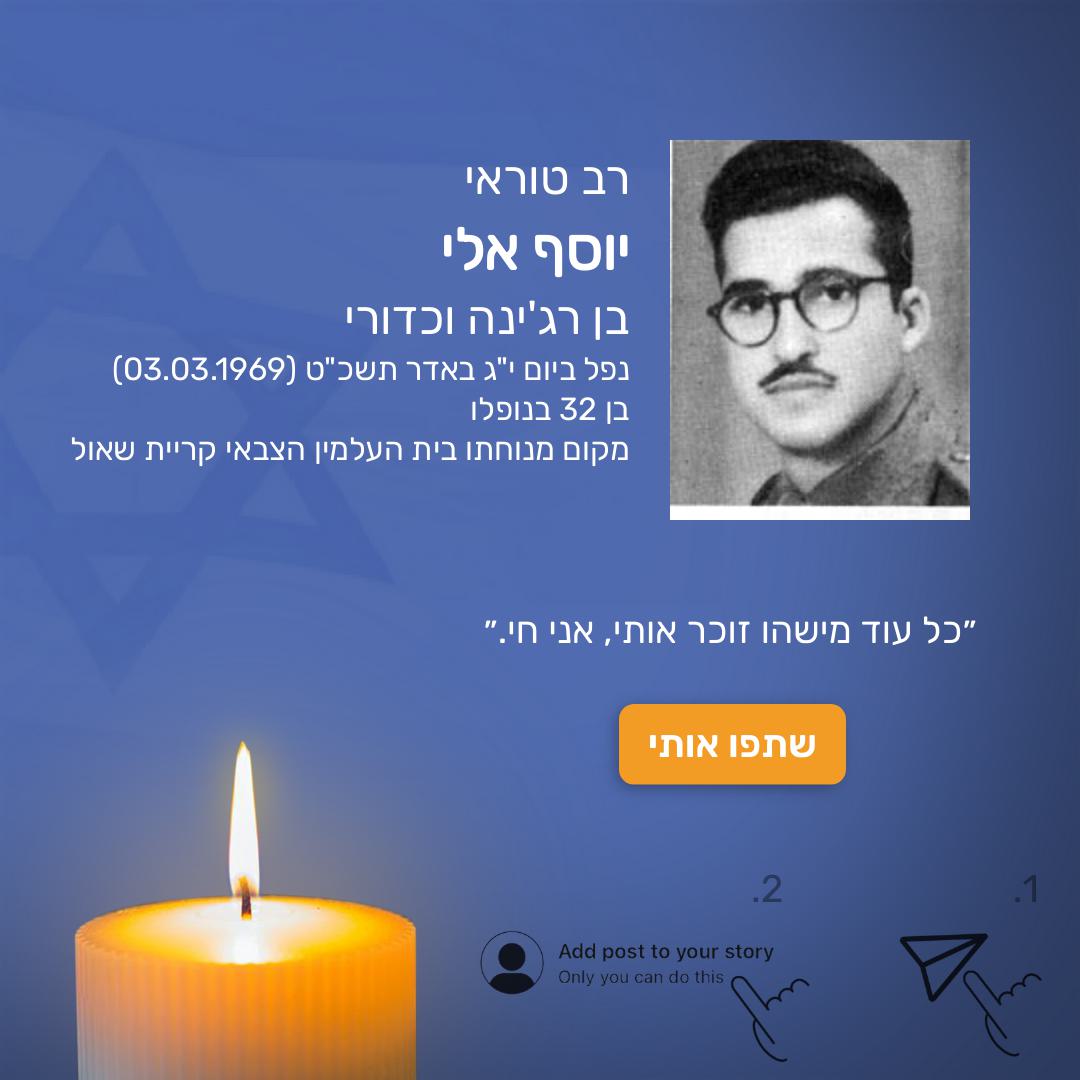 רב טוראי
יוסף אלי
בן רג'ינה וכדורי
נפל ביום י"ג באדר תשכ"ט (03.03.1969)
בן 32 בנופלו
מקום מנוחתו בית העלמין הצבאי קריית שאול
״כל עוד מישהו זוכר אותי, אני חי.״
שתפו אותי
1.
2.
Add post to your story
Only you can do this